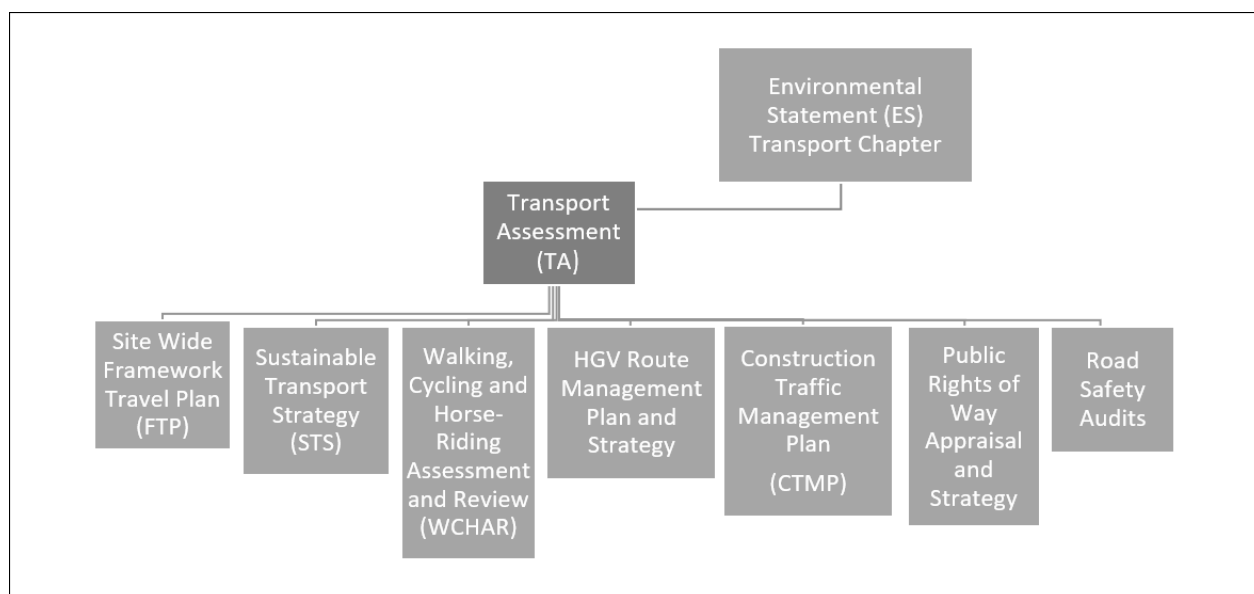 Environmental
Statement (ES)
Transport Chapter
Transport
Assessment
(TA)
Site Wide
Framework
Travel Plan
(FTP)
Sustainable
Transport
Strategy
(STS)
Walking,
Cycling and
Horse-
Riding
Assessment
and Review
(WCHAR)
HGV Route
Management
Plan and
Strategy
Construction
Traffic
Management
Plan
(CTMP)
Public
Rights of
Way
Appraisal
and
Strategy
Road
Safety
Audits